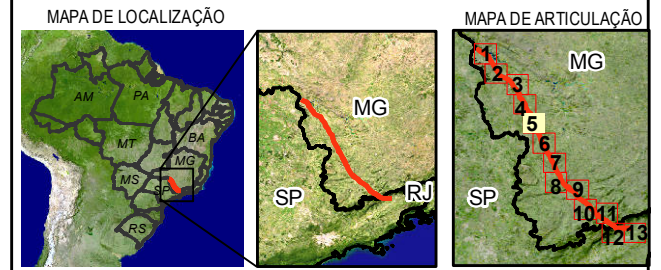 MAPA DE LOCALIZAÇÃO
AM
PA
MT
BA
MG
MS
SP
RS
MG
SP
RJ
MAPA DE ARTICULAÇÃO
MG
SP
1
2
3
4
5
6
7
8
9
10
11
12
13